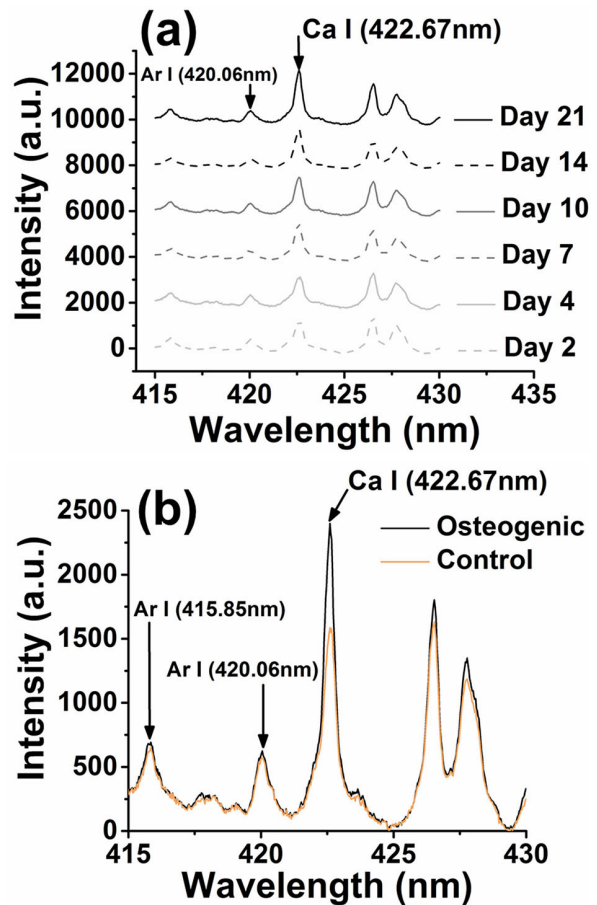 (a)
Ca I (422.67nm)
Ar I (420.06nm)
Intensity (a.u.)
12000
10000
8000
6000
4000
2000
0
Day 21
Day 14
Day 10
Day 7
Day 4
Day 2
415 420 425 430 435
Wavelength (nm)
(b)
Ca I (422.67nm)
Osteogenic
Control
Ar I (415.85nm)
Ar I (420.06nm)
Intensity (a.u.)
2500
2000
1500
1000
500
0
415 420 425 430
Wavelength (nm)